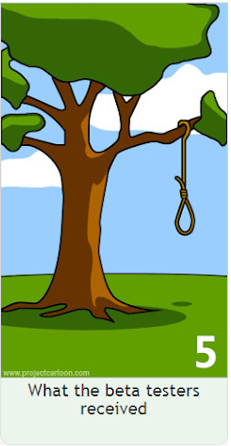 5
www.projectcartoon.com
What the beta testers
received